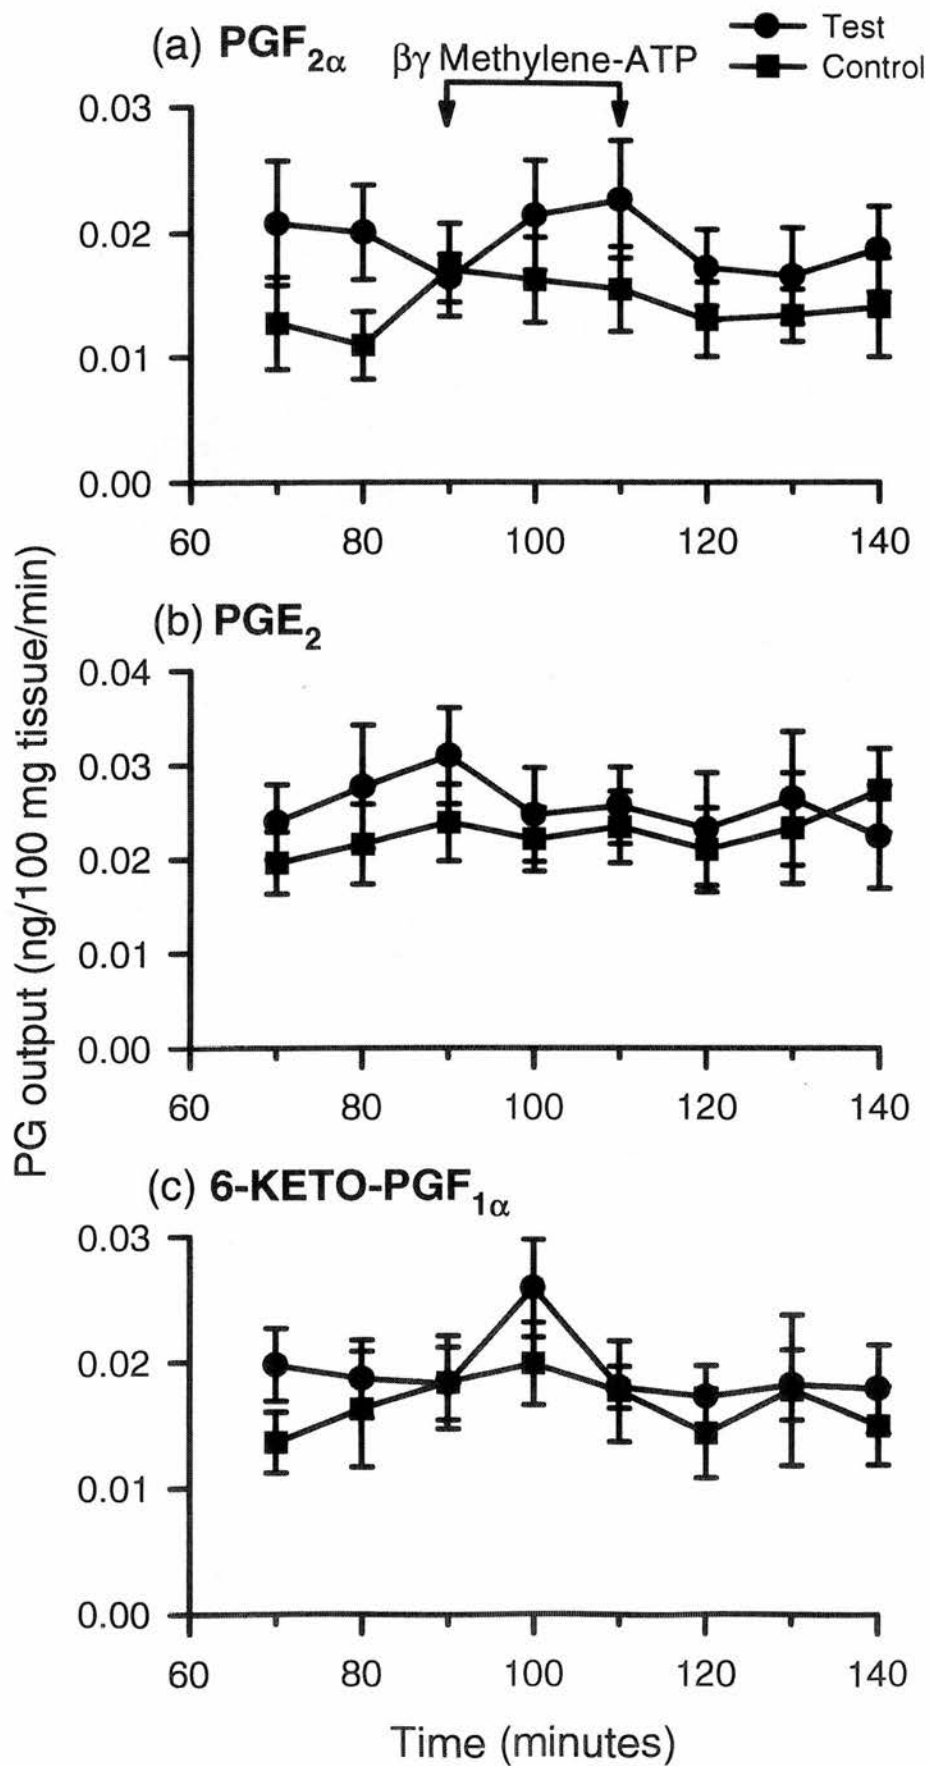 (a) PGF2α
βγ Methylene-ATP
Test
Control
0.03
0.02
0.01
0.00
60 80 100 120 140
(b) PGE2
0.04
0.03
0.02
0.01
0.00
60 80 100 120 140
PG output (ng/100 mg tissue/min)
(c) 6-KETO-PGF1α
0.03
0.02
0.01
0.00
60 80 100 120 140
Time (minutes)